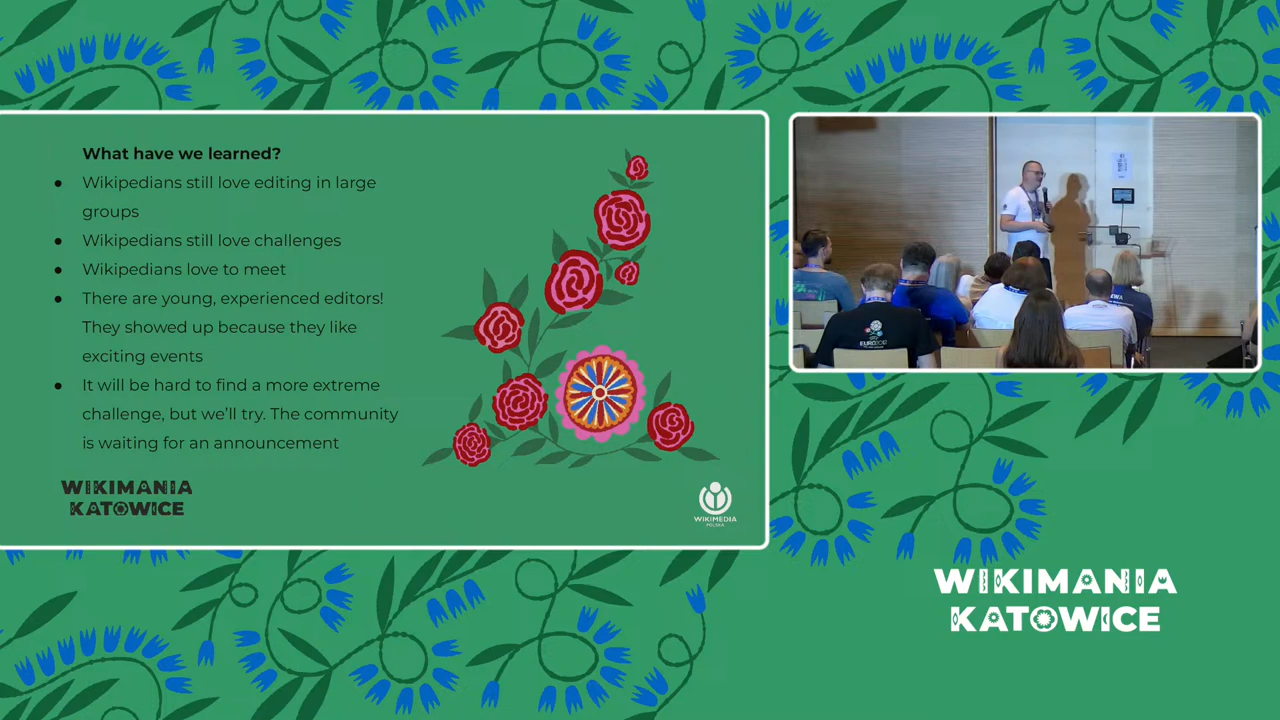 What have we learned?
● Wikipedians still love editing in large
groups
● Wikipedians still love challenges
● Wikipedians love to meet
● There are young, experienced editors!
They showed up because they like
exciting events
● It will be hard to find a more extreme
challenge, but we’ll try. The community
is waiting for an announcement
WIKIMANIA
KATOWICE
WIKIMEDIA
POLSKA
WIKIMANIA
KATOWICE